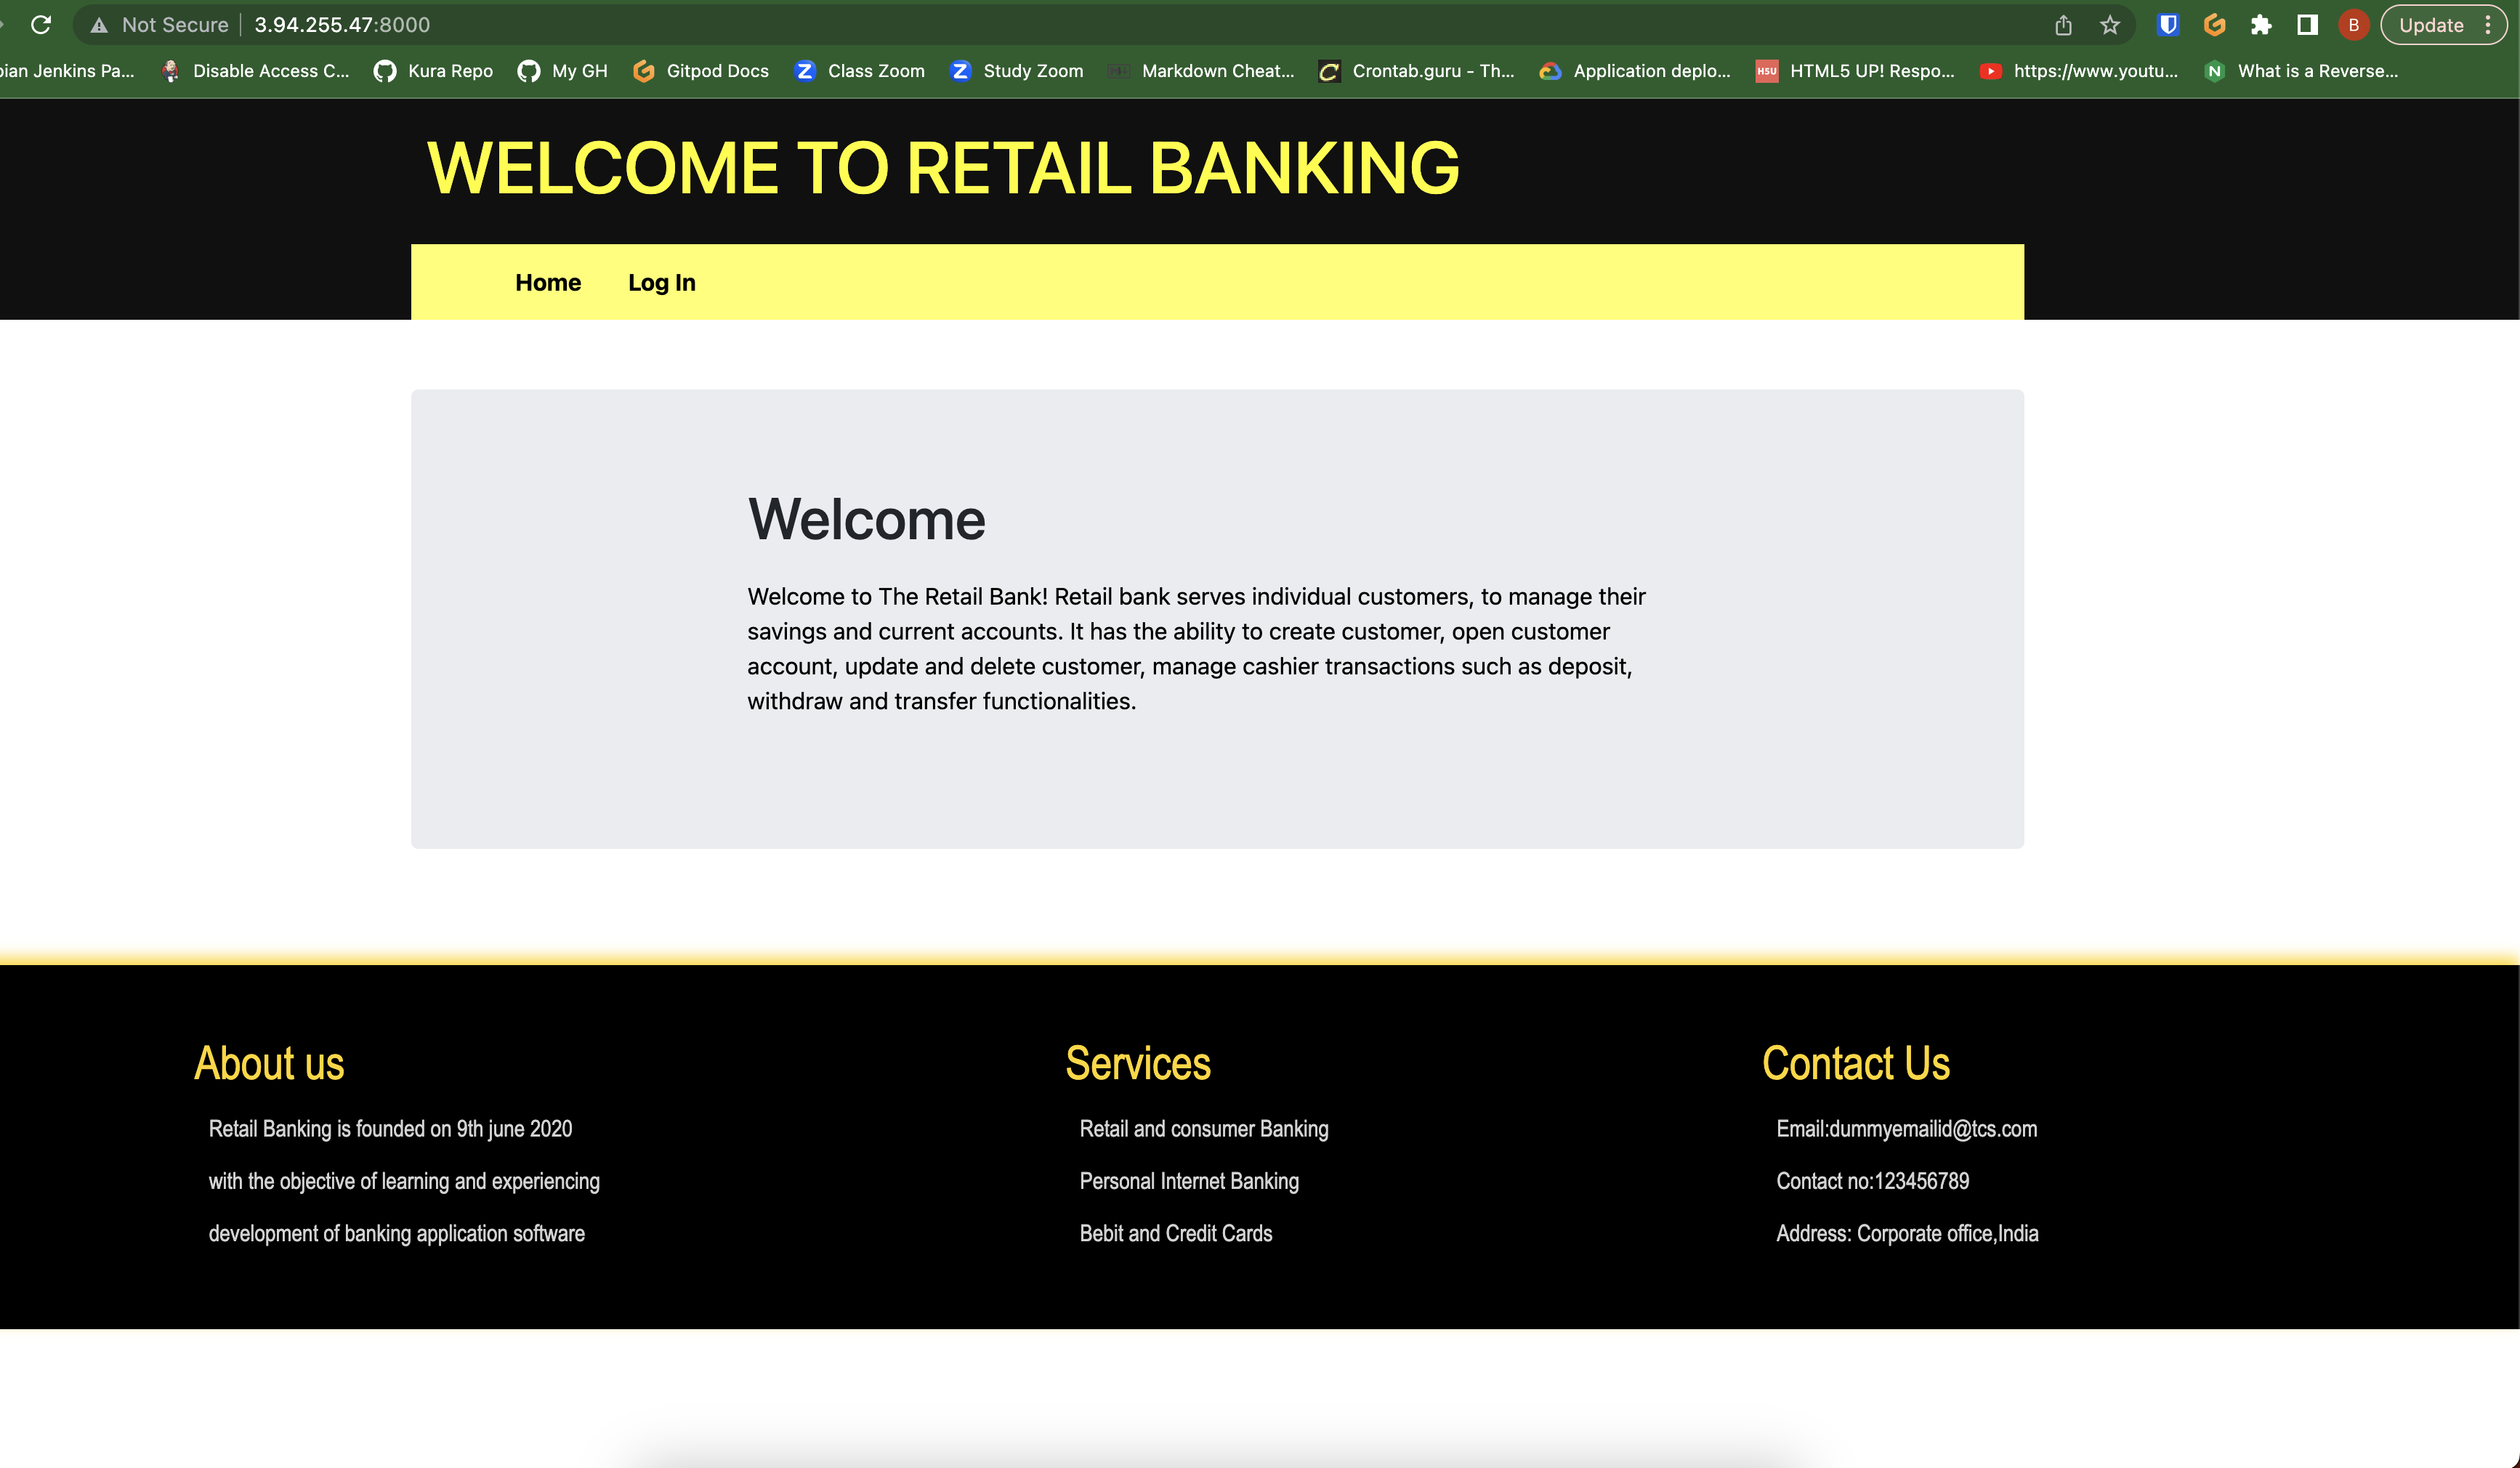 Not Secure 3.94.255.47:8000 B Update
ian Jenkins Pa... Disable Access C... Kura Repo My GH Gitpod Docs Class Zoom Study Zoom Markdown Cheat... Crontab.guru - Th... Application deplo... HTML5 UP! Respo... https://www.youtu... What is a Reverse...
WELCOME TO RETAIL BANKING
Home Log In
Welcome
Welcome to The Retail Bank! Retail bank serves individual customers, to manage their
savings and current accounts. It has the ability to create customer, open customer
account, update and delete customer, manage cashier transactions such as deposit,
withdraw and transfer functionalities.
About us
Retail Banking is founded on 9th june 2020
with the objective of learning and experiencing
development of banking application software
Services
Retail and consumer Banking
Personal Internet Banking
Bebit and Credit Cards
Contact Us
Email:dummyemailid@tcs.com
Contact no:123456789
Address: Corporate office,India